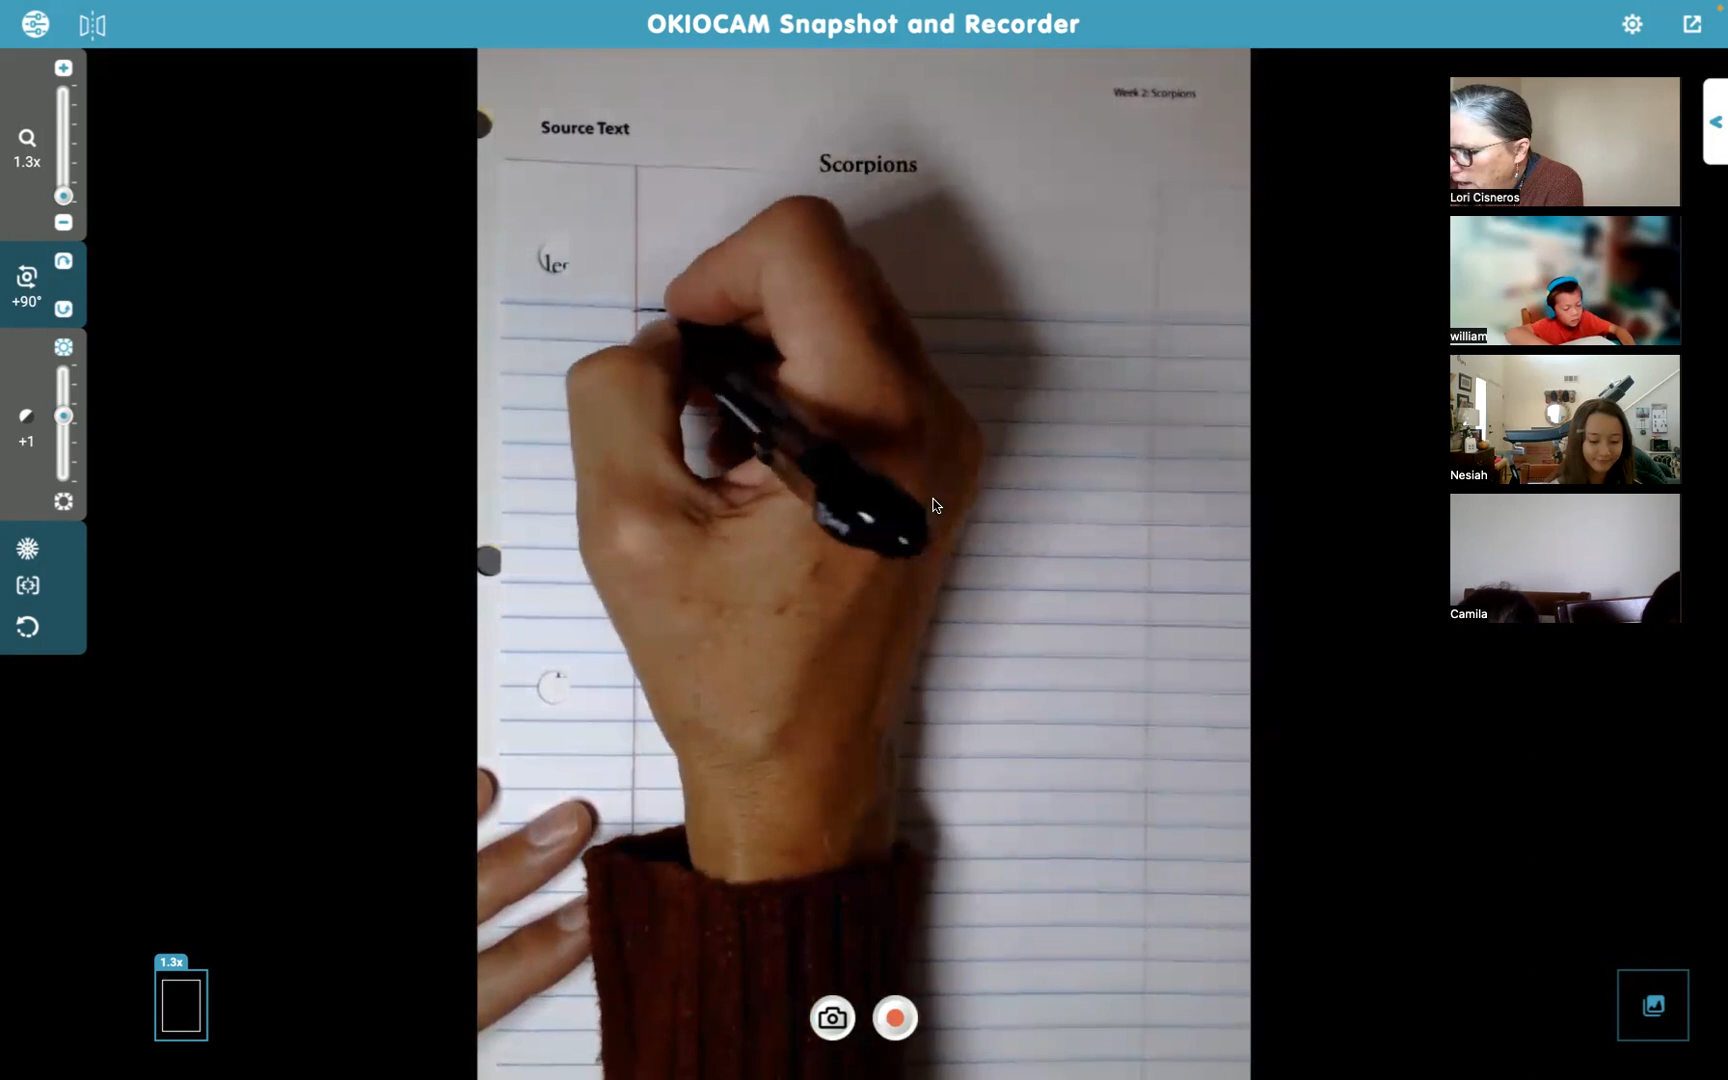 OKIOCAM Snapshot and Recorder
1.3x
+90°
+1
Week 2: Scorpions
Source Text
Scorpions
Lori Cisneros
william
Nesiah
Camila
1.3x